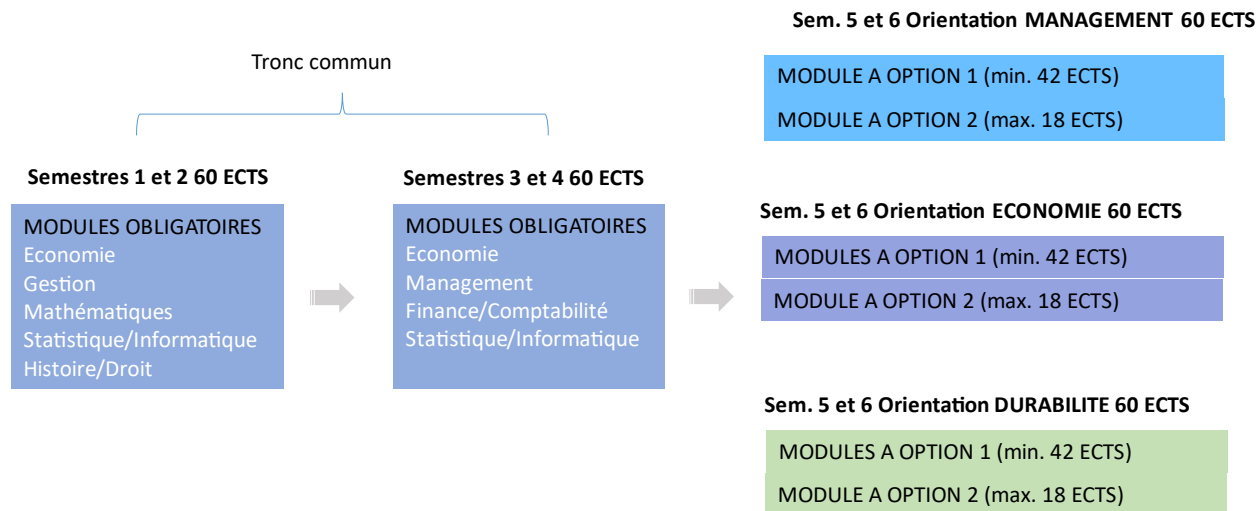 Tronc commun
Semestres 1 et 2 60 ECTS
MODULES OBLIGATOIRES
Economie
Gestion
Mathématiques
Statistique/Informatique
Histoire/Droit
Semestres 3 et 4 60 ECTS
MODULES OBLIGATOIRES
Economie
Management
Finance/Comptabilité
Statistique/Informatique
Sem. 5 et 6 Orientation MANAGEMENT 60 ECTS
MODULE A OPTION 1 (min. 42 ECTS)
MODULE A OPTION 2 (max. 18 ECTS)
Sem. 5 et 6 Orientation ECONOMIE 60 ECTS
MODULES A OPTION 1 (min. 42 ECTS)
MODULE A OPTION 2 (max. 18 ECTS)
Sem. 5 et 6 Orientation DURABILITE 60 ECTS
MODULES A OPTION 1 (min. 42 ECTS)
MODULE A OPTION 2 (max. 18 ECTS)